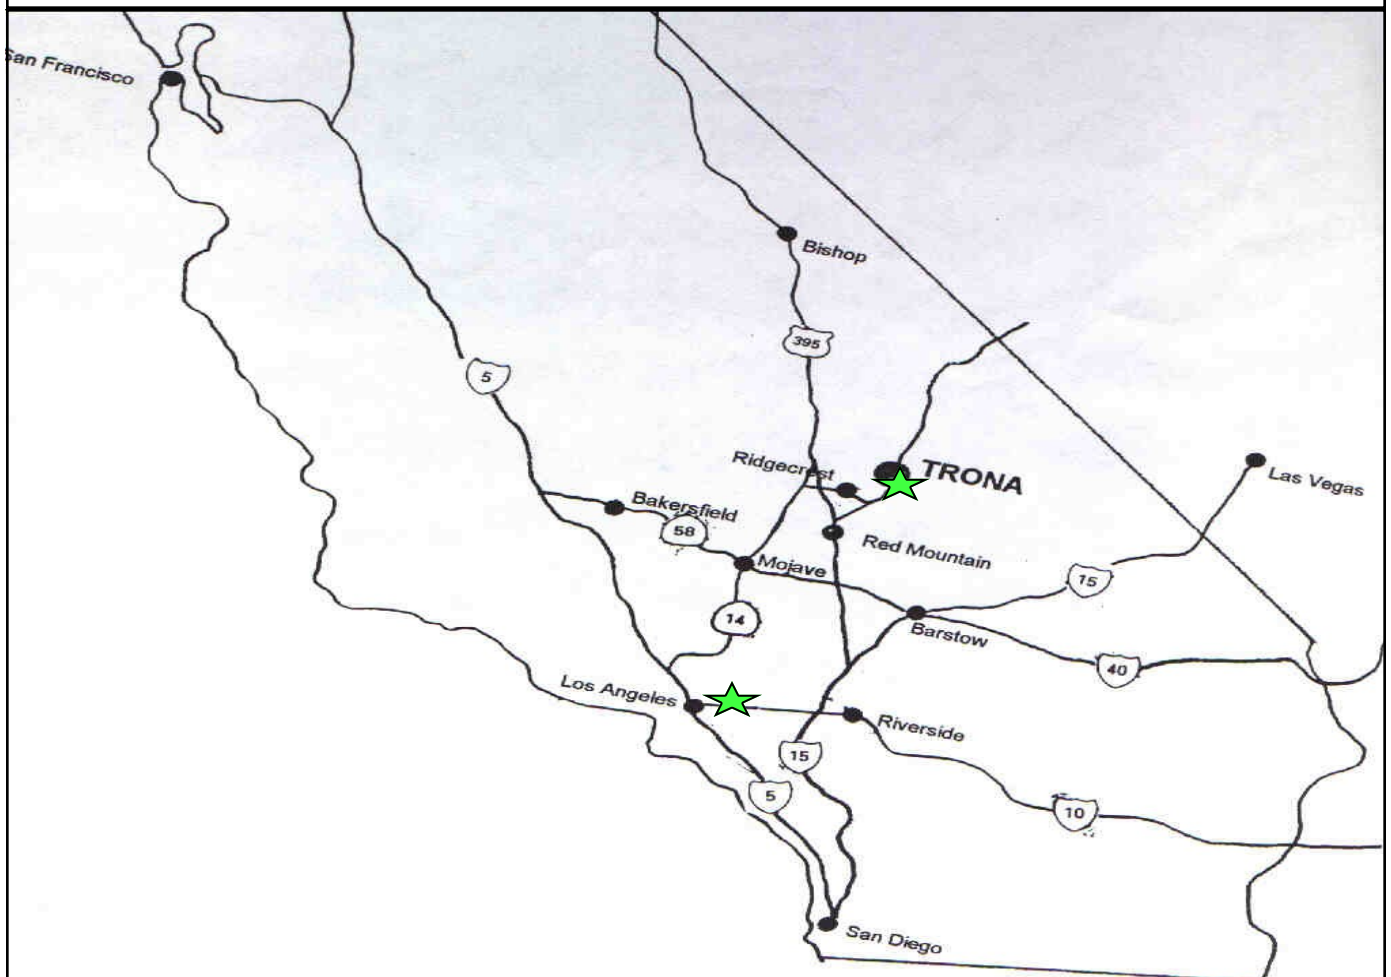 San Francisco
Bishop
395
5
Ridgecrest
TRONA
Las Vegas
Bakersfield
58
Red Mountain
Mojave
15
14
Barstow
40
Los Angeles
Riverside
15
5
10
San Diego